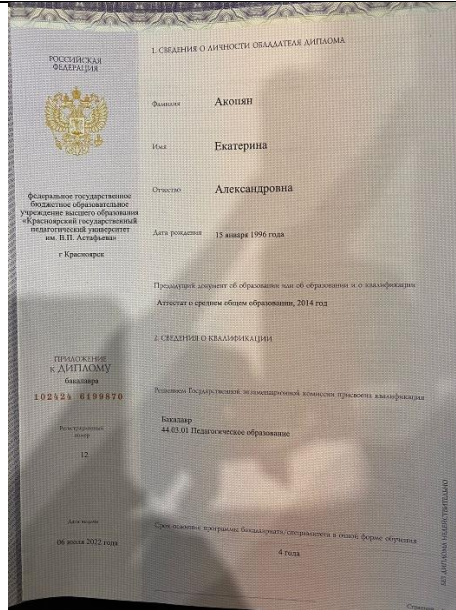 РОССИЙСКАЯ
ФЕДЕРАЦИЯ
федеральное государственное
бюджетное образовательное
учреждение высшего образования
«Красноярский государственный
педагогический университет
им. В.П. Астафьева»
г Красноярск
ПРИЛОЖЕНИЕ
к ДИПЛОМУ
бакалавра
102424 6199870
Регистрационный
номер
12
Дата выдачи
06 июля 2022 года
1. СВЕДЕНИЯ О ЛИЧНОСТИ ОБЛАДАТЕЛЯ ДИПЛОМА
Фамилия Акопян
Имя Екатерина
Отчество Александровна
Дата рождения 15 января 1996 года
Предыдущий документ об образовании или об образовании и о квалификации
Аттестат о среднем общем образовании, 2014 год
2. СВЕДЕНИЯ О КВАЛИФИКАЦИИ
Решением Государственной экзаменационной комиссии присвоена квалификация
Бакалавр
44.03.01 Педагогическое образование
Срок освоения программы бакалавриата/специалитета в очной форме обучения
4 года
БЕЗ ДИПЛОМА НЕДЕЙСТВИТЕЛЬНО